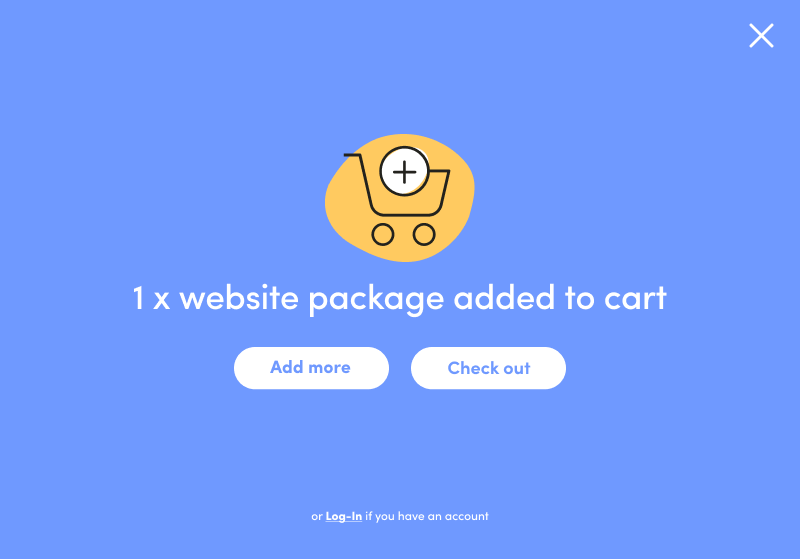 1 x website package added to cart
Add more
Check out
or Log-In if you have an account